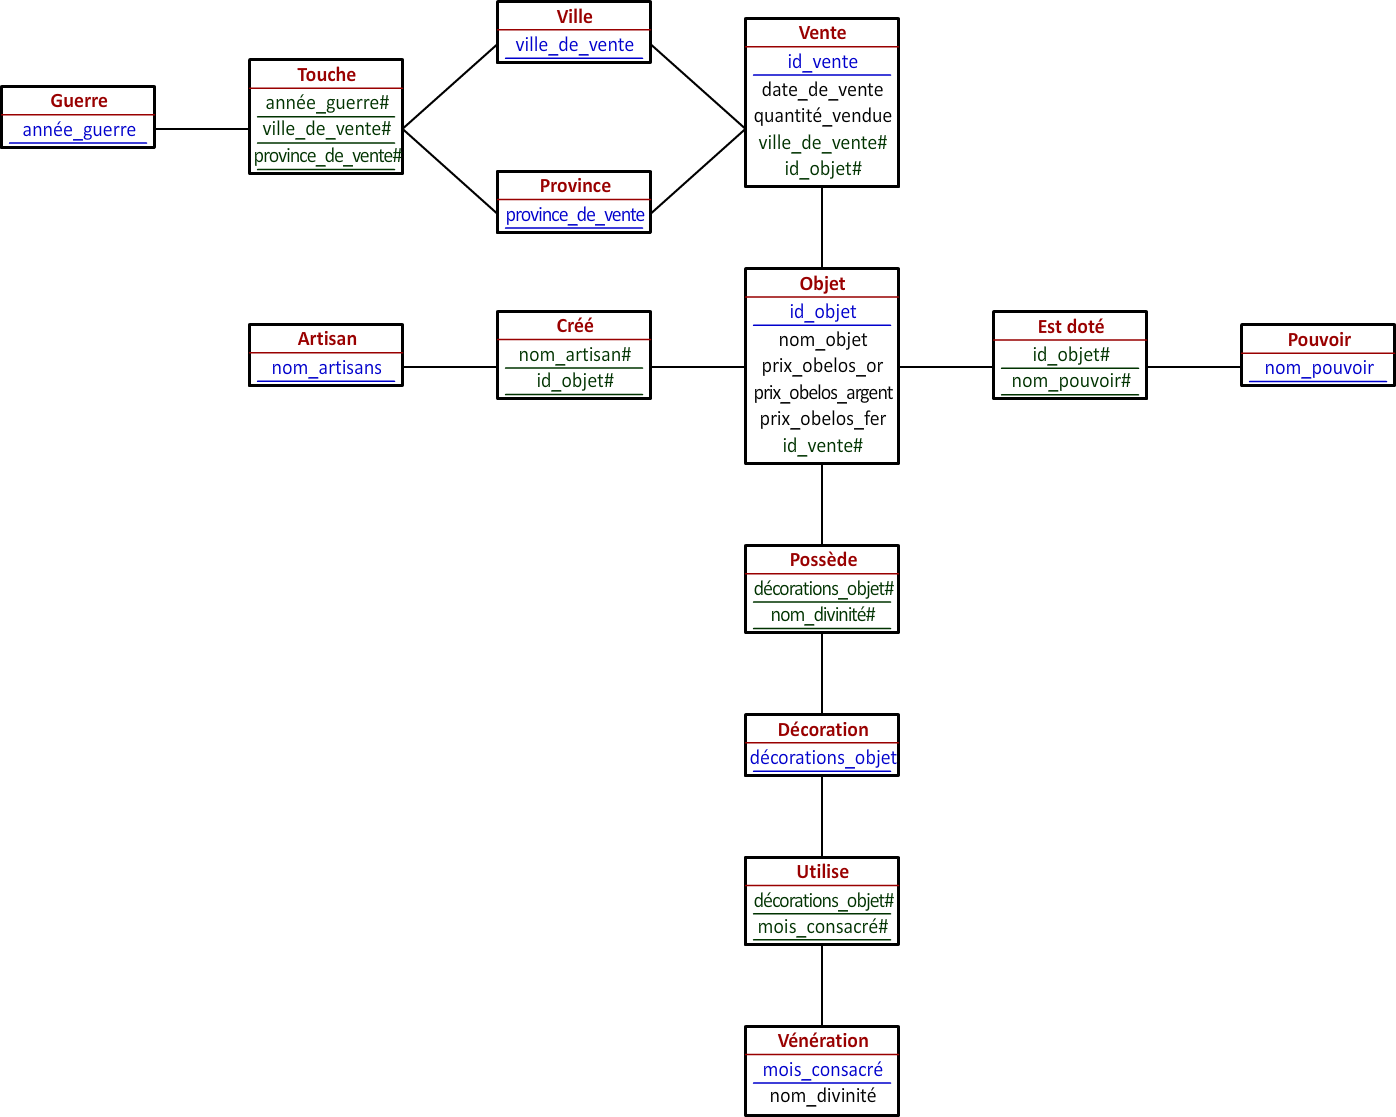 Guerre
année_guerre
Touche
année_guerre#
ville_de_vente#
province_de_vente#
Ville
ville_de_vente
Province
province_de_vente
Vente
id_vente
date_de_vente
quantité_vendue
ville_de_vente#
id_objet#
Artisan
nom_artisans
Créé
nom_artisan#
id_objet#
Objet
id_objet
nom_objet
prix_obelos_or
prix_obelos_argent
prix_obelos_fer
id_vente#
Est doté
id_objet#
nom_pouvoir#
Pouvoir
nom_pouvoir
Possède
décorations_objet#
nom_divinité#
Décoration
décorations_objet
Utilise
décorations_objet#
mois_consacré#
Vénération
mois_consacré
nom_divinité